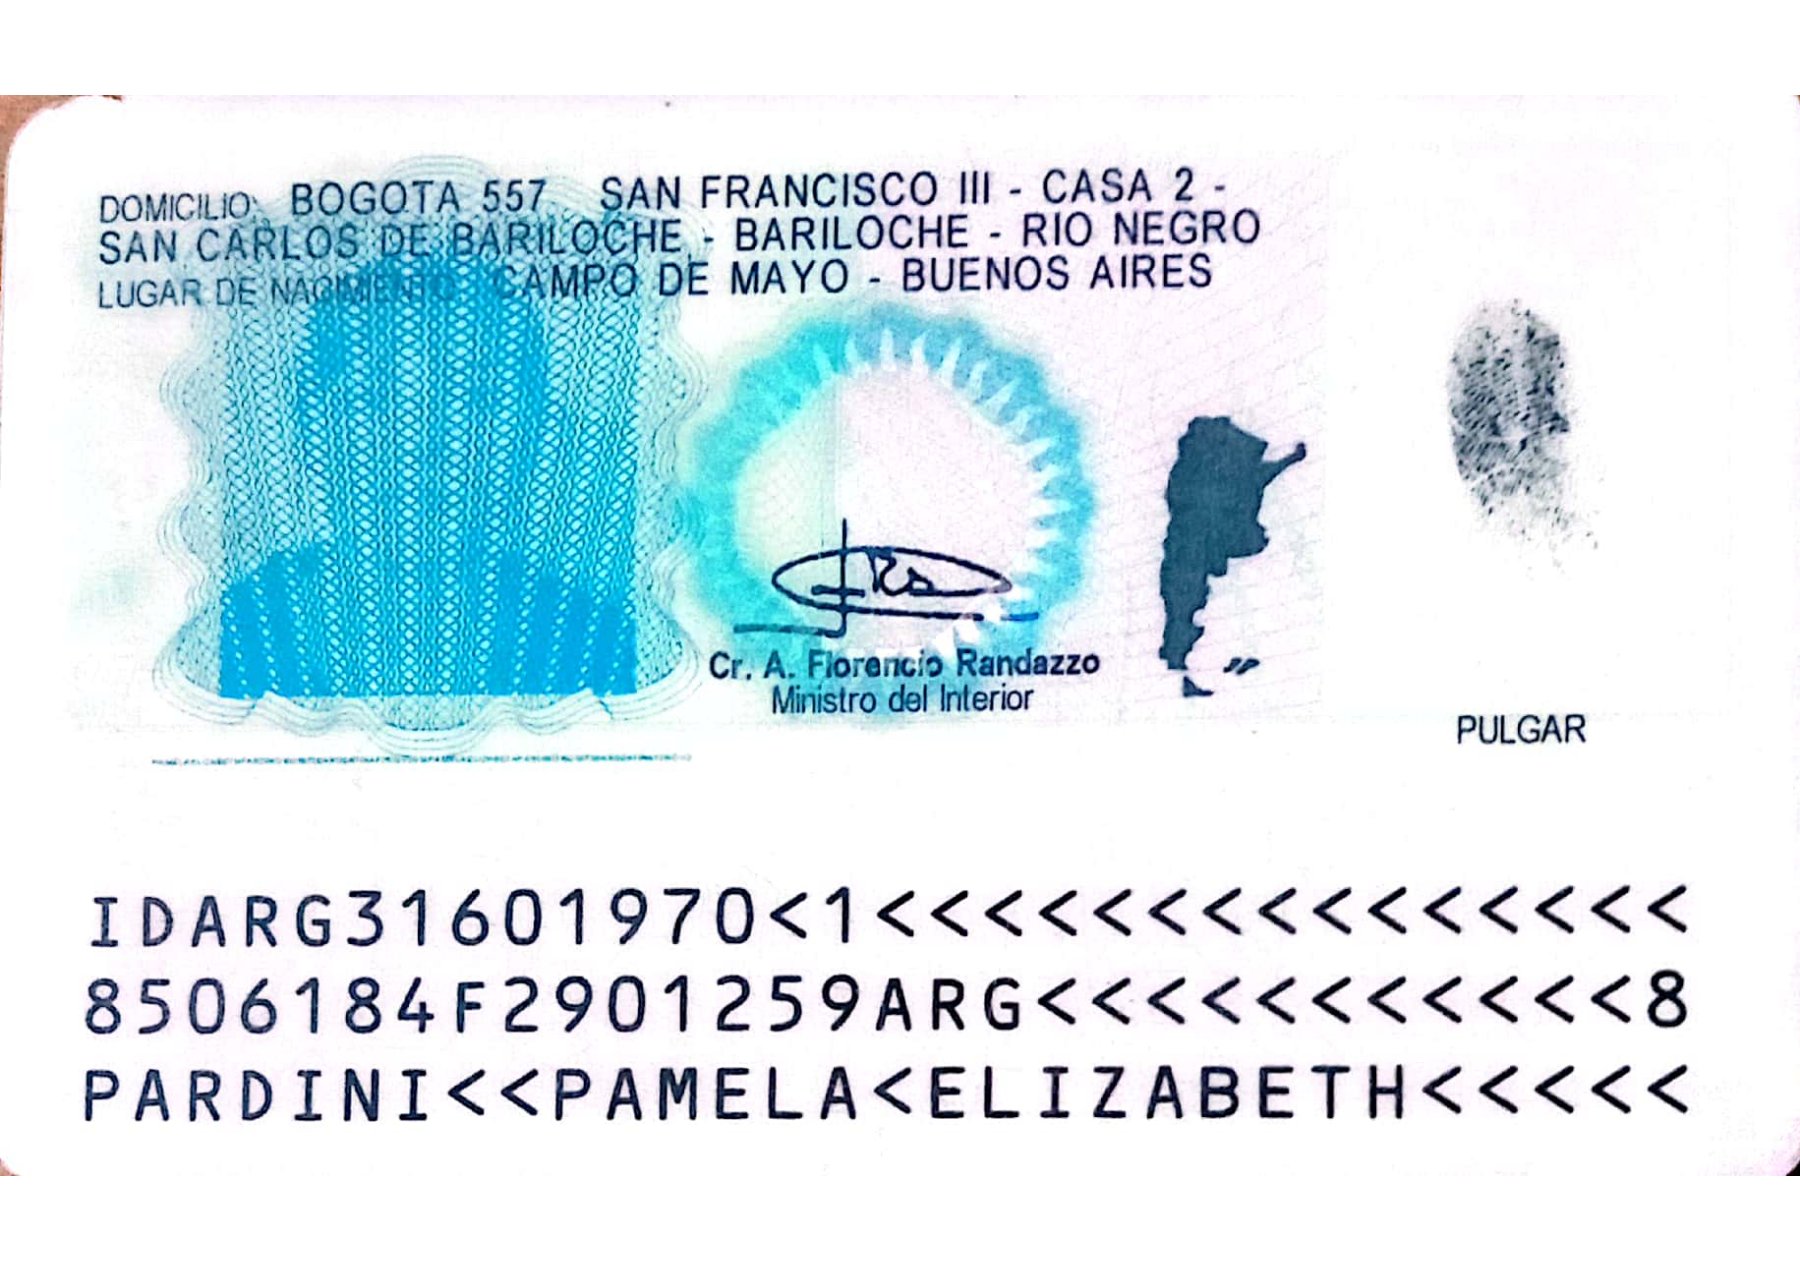 DOMICILIO: BOGOTA 557 SAN FRANCISCO III - CASA 2 -
SAN CARLOS DE BARILOCHE - BARILOCHE - RIO NEGRO
LUGAR DE NACIMIENTO: CAMPO DE MAYO - BUENOS AIRES
Cr. A. Florencio Randazzo
Ministro del Interior
PULGAR
IDARG31601970<1<<<<<<<<<<<<<<<
8506184F2901259ARG<<<<<<<<<<<8
PARDINI<<PAMELA<ELIZABETH<<<<<